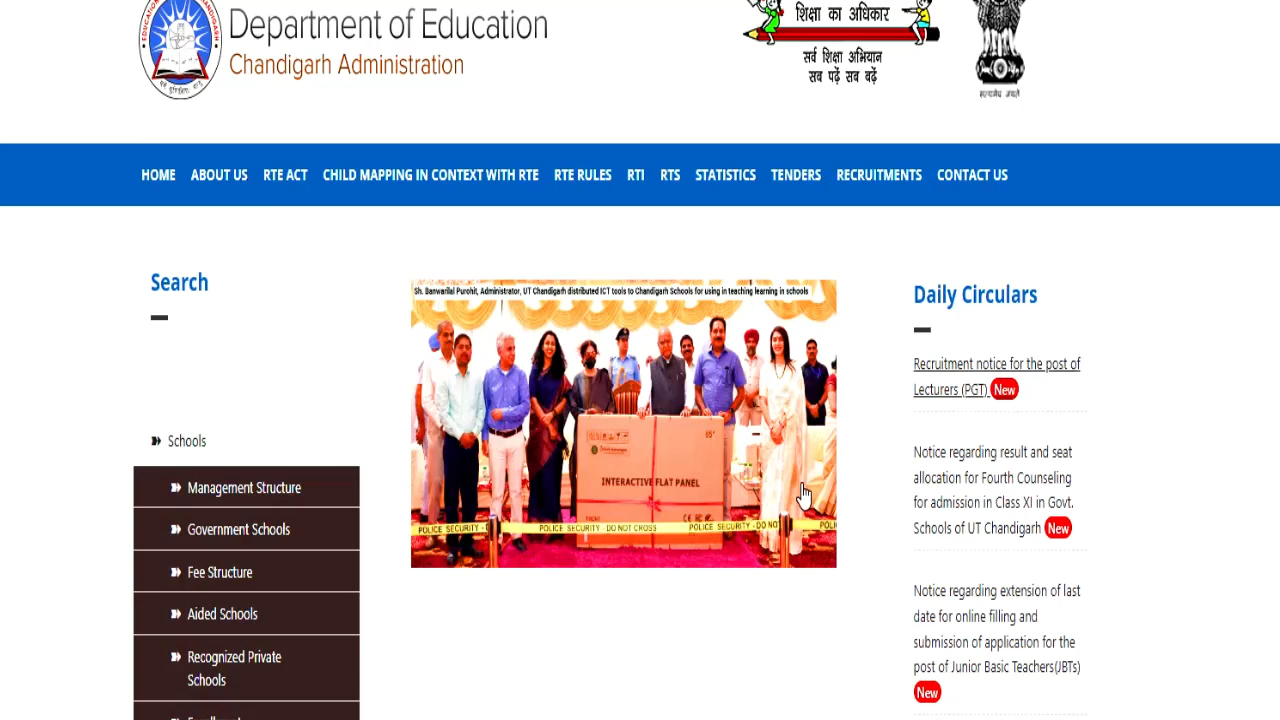 Department of Education
Chandigarh Administration
शिक्षा का अधिकार
सर्व शिक्षा अभियान
सब पढ़ें सब बढ़ें
सत्यमेव जयते
HOME ABOUT US RTE ACT CHILD MAPPING IN CONTEXT WITH RTE RTE RULES RTI RTS STATISTICS TENDERS RECRUITMENTS CONTACT US
Search
Schools
Management Structure
Government Schools
Fee Structure
Aided Schools
Recognized Private
Schools
Sh. Banwarilal Purohit, Administrator, UT Chandigarh distributed ICT tools to Chandigarh Schools for using in teaching learning in schools
65"
INTERACTIVE FLAT PANEL
POLICE SECURITY - DO NOT CROSS POLICE SECURITY - DO NOT
Daily Circulars
Recruitment notice for the post of
Lecturers (PGT) New
Notice regarding result and seat
allocation for Fourth Counseling
for admission in Class XI in Govt.
Schools of UT Chandigarh New
Notice regarding extension of last
date for online filling and
submission of application for the
post of Junior Basic Teachers(JBTs)
New